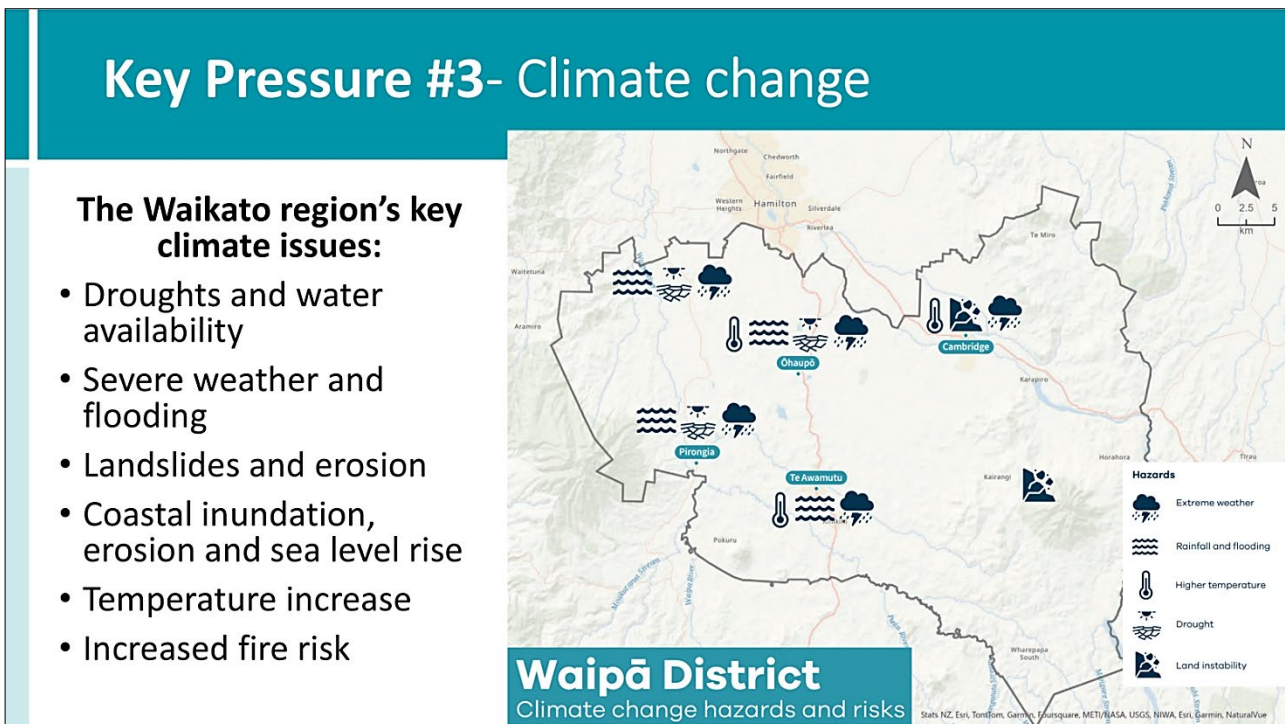 Key Pressure #3- Climate change
The Waikato region’s key
climate issues:
• Droughts and water
availability
• Severe weather and
flooding
• Landslides and erosion
• Coastal inundation,
erosion and sea level rise
• Temperature increase
• Increased fire risk
Northgate
Chedworth
Fairfield
Western
Heights
Hamilton
Silverdale
Riverlea
Te Miro
Waitetuna
Aramiro
Ōhaupō
Cambridge
Karapiro
Pirongia
Te Awamutu
Kairangi
Horahora
Tirau
Pokuru
Waipa River
Wharepapa
South
N
0 2.5 5
km
Hazards
Extreme weather
Rainfall and flooding
Higher temperature
Drought
Land instability
Waipā District
Climate change hazards and risks
Stats NZ, Esri, TomTom, Garmin, Foursquare, METI/NASA, USGS, NIWA, Esri, Garmin, NaturalVue